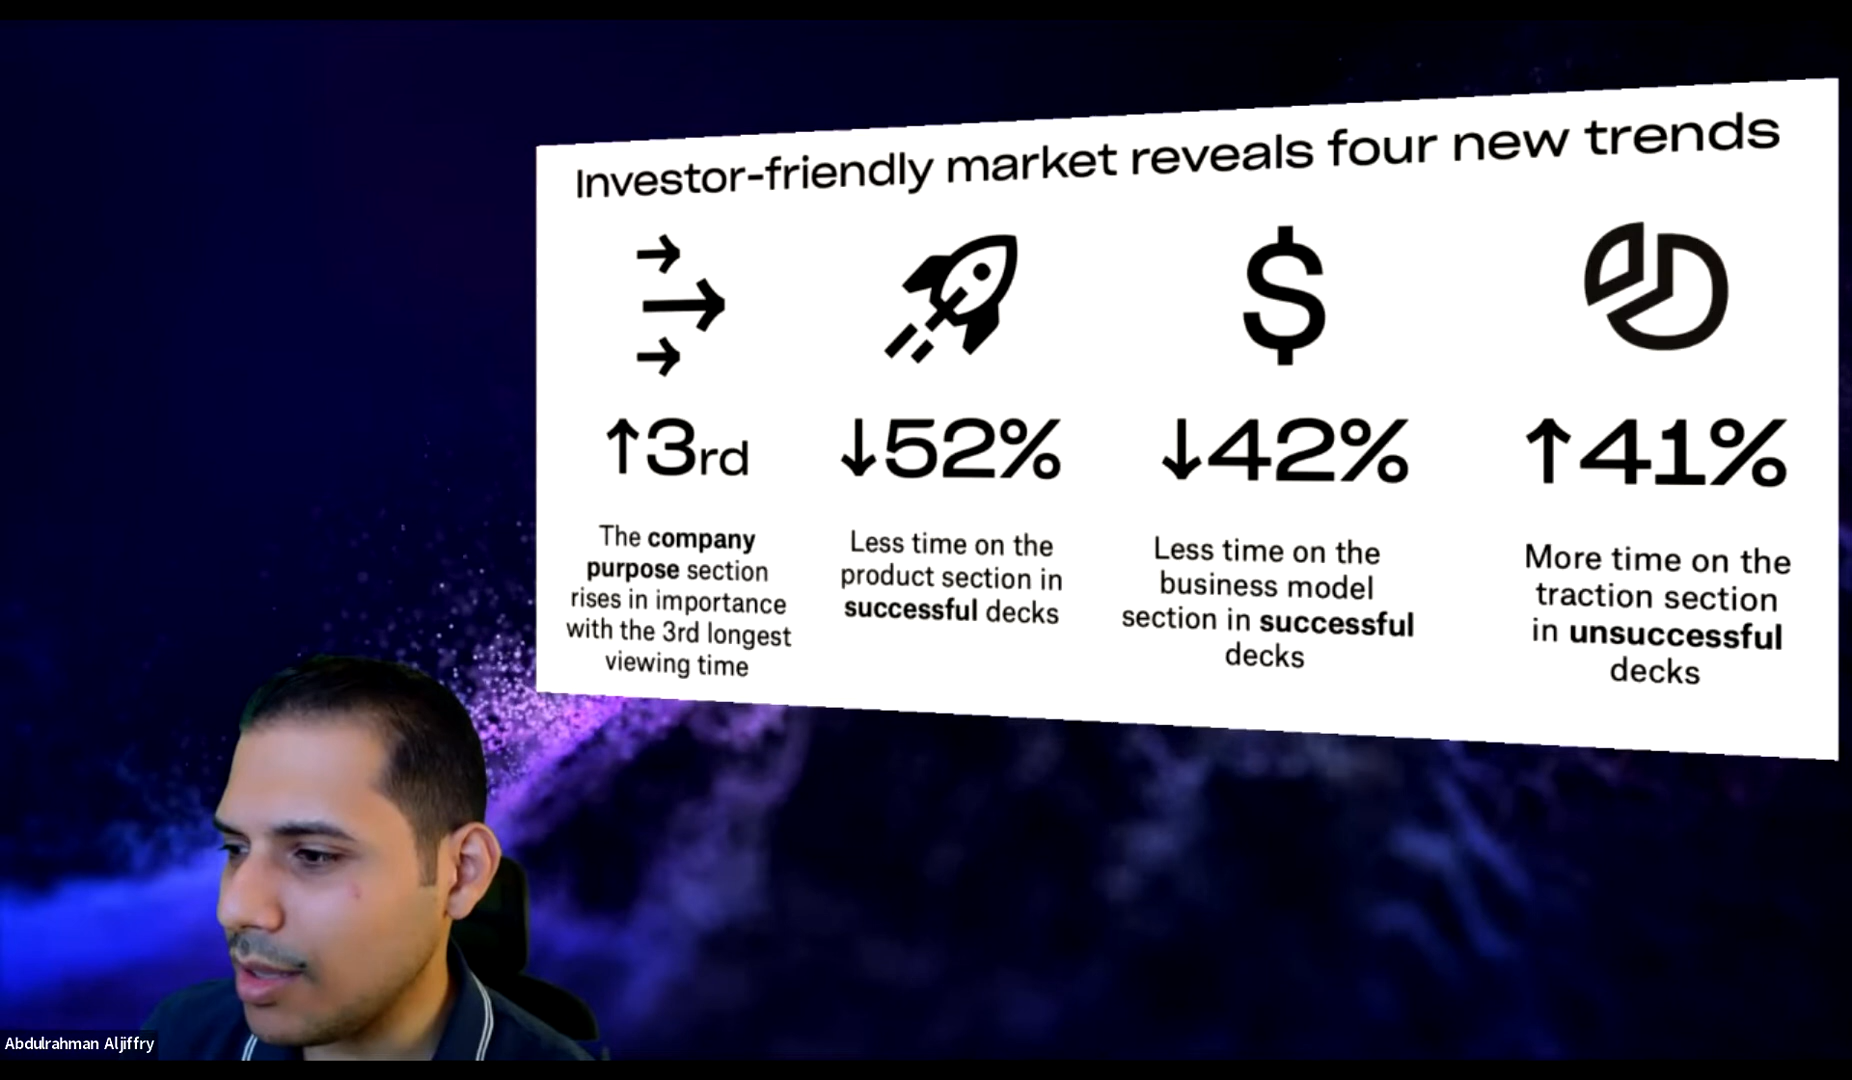 Investor-friendly market reveals four new trends
↑3rd
The company
purpose section
rises in importance
with the 3rd longest
viewing time
↓52%
Less time on the
product section in
successful decks
$
↓42%
Less time on the
business model
section in successful
decks
↑41%
More time on the
traction section
in unsuccessful
decks
Abdulrahman Aljiffry